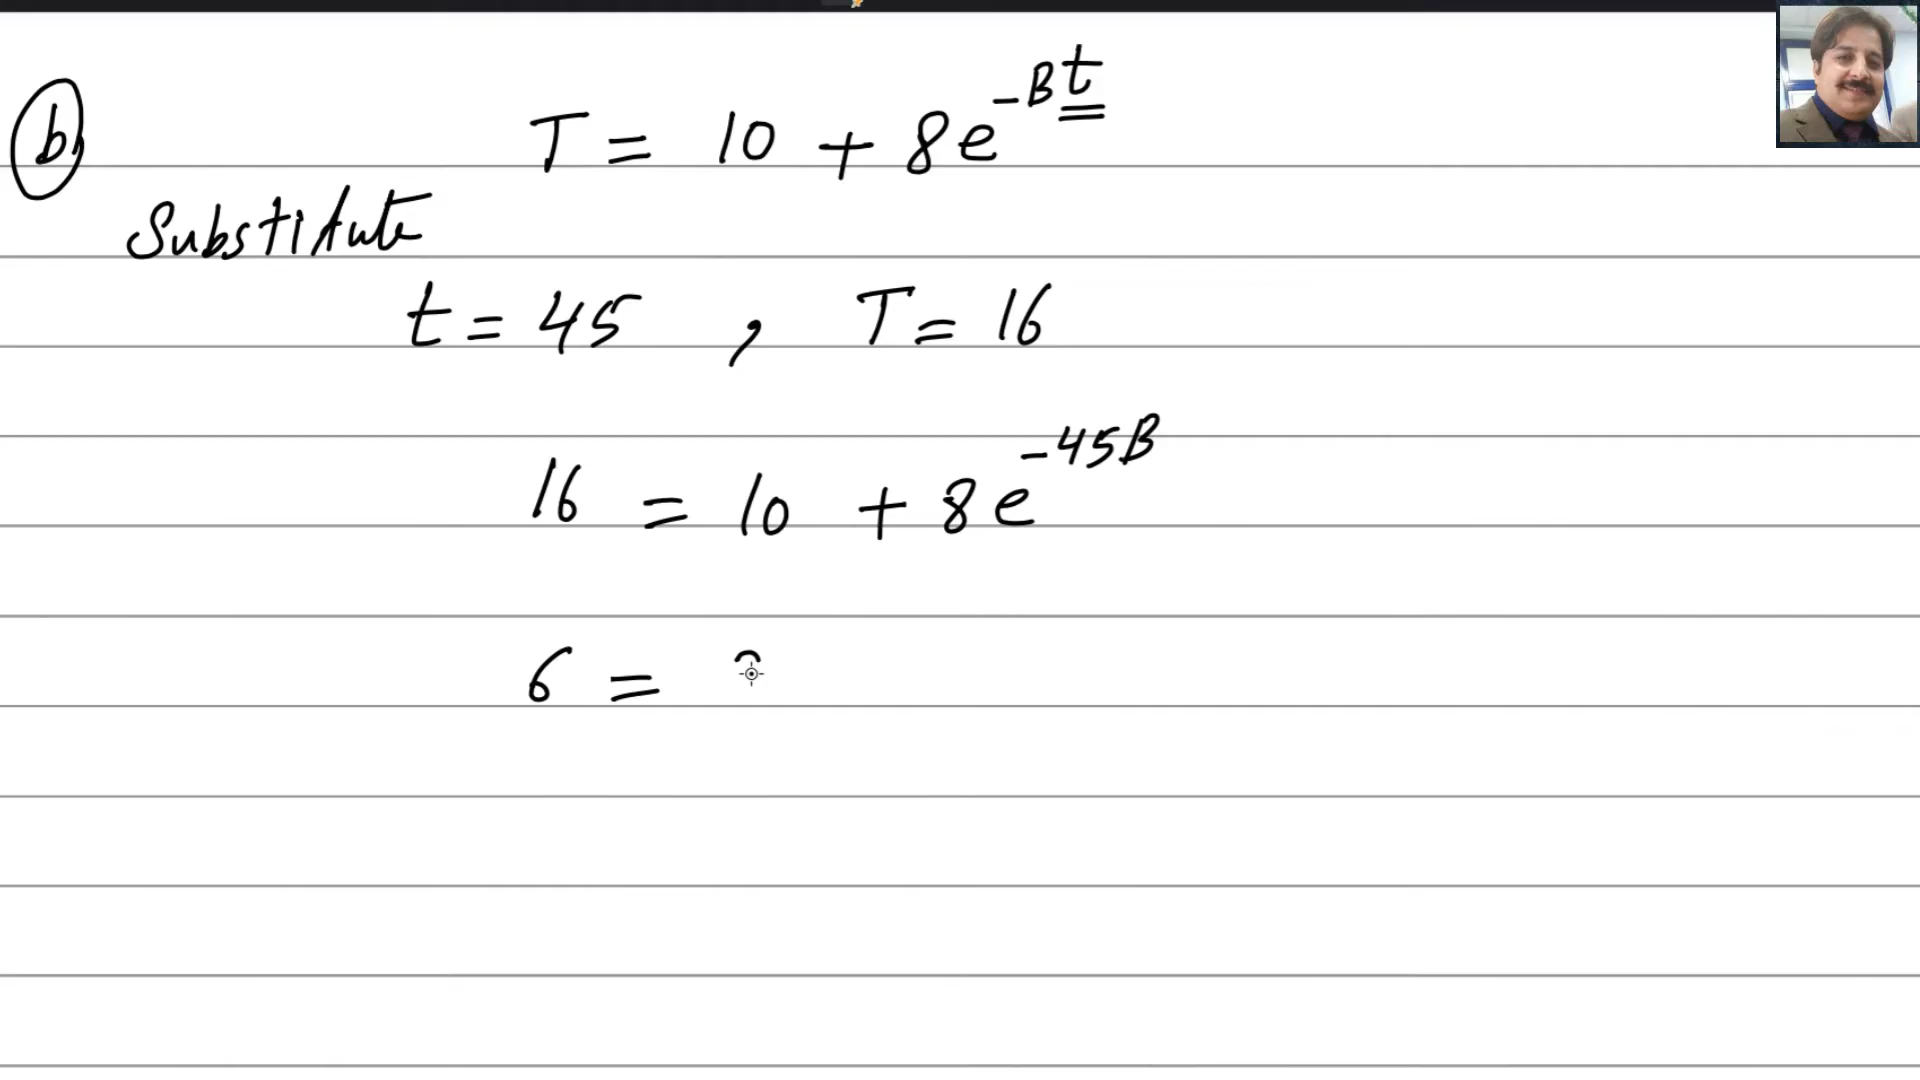 b)
T = 10 + 8e^{-Bt}
Substitute
t = 45 , T = 16
16 = 10 + 8e^{-45B}
6 =